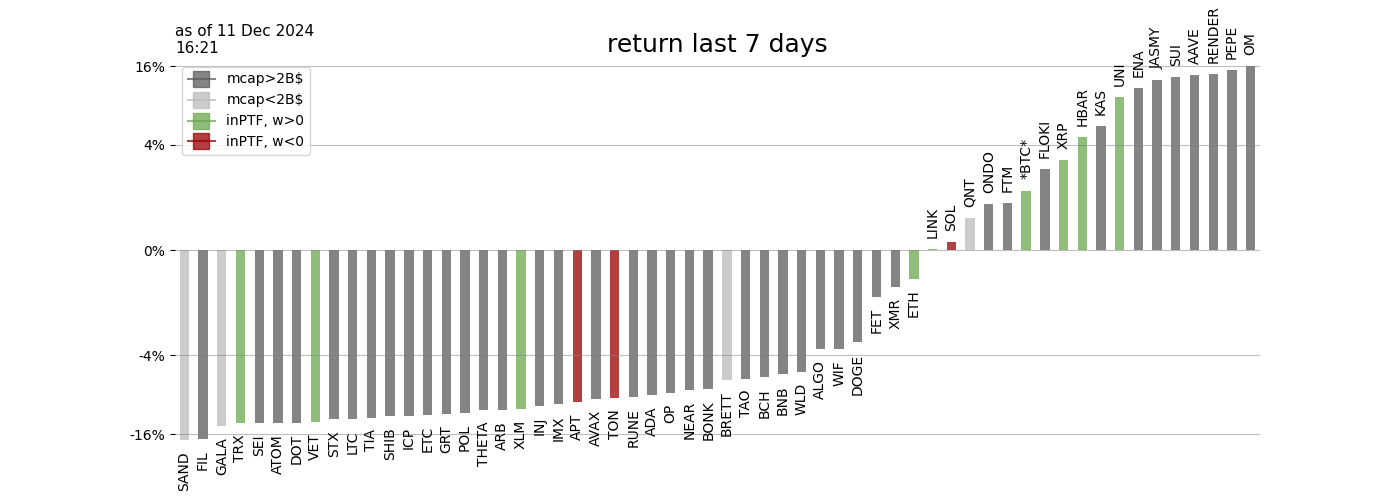 as of 11 Dec 2024
16:21
return last 7 days
16%
4%
0%
-4%
-16%
mcap>2B$
mcap<2B$
inPTF, w>0
inPTF, w<0
SAND
FIL
GALA
TRX
SEI
ATOM
DOT
VET
STX
LTC
TIA
SHIB
ICP
ETC
GRT
POL
THETA
ARB
XLM
INJ
IMX
APT
AVAX
TON
RUNE
ADA
OP
NEAR
BONK
BRETT
TAO
BCH
BNB
WLD
ALGO
WIF
DOGE
FET
XMR
ETH
LINK
SOL
QNT
ONDO
FTM
*BTC*
FLOKI
XRP
HBAR
KAS
UNI
ENA
JASMY
SUI
AAVE
RENDER
PEPE
OM